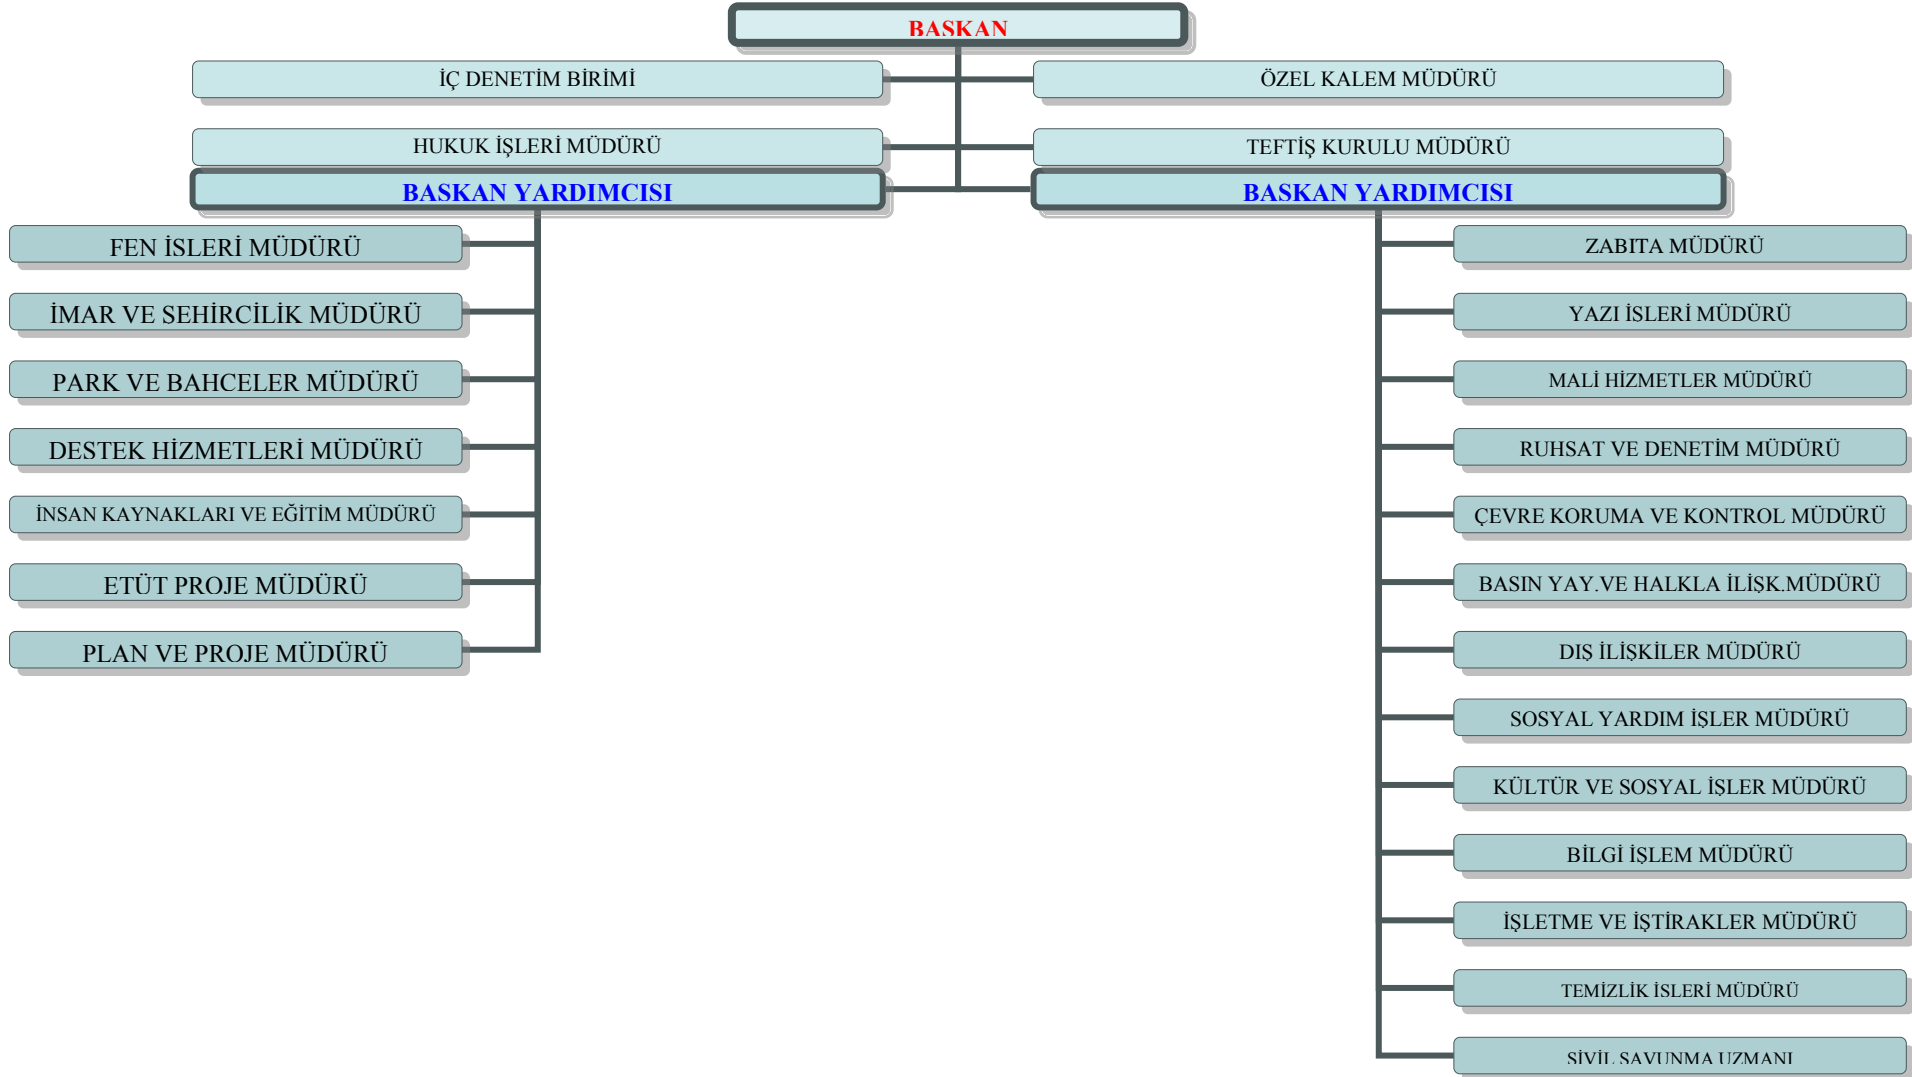 BASKAN
İÇ DENETİM BİRİMİ
ÖZEL KALEM MÜDÜRÜ
HUKUK İŞLERİ MÜDÜRÜ
TEFTİŞ KURULU MÜDÜRÜ
BASKAN YARDIMCISI
BASKAN YARDIMCISI
FEN İSLERİ MÜDÜRÜ
İMAR VE SEHİRCİLİK MÜDÜRÜ
PARK VE BAHCELER MÜDÜRÜ
DESTEK HİZMETLERİ MÜDÜRÜ
İNSAN KAYNAKLARI VE EĞİTİM MÜDÜRÜ
ETÜT PROJE MÜDÜRÜ
PLAN VE PROJE MÜDÜRÜ
ZABITA MÜDÜRÜ
YAZI İSLERİ MÜDÜRÜ
MALİ HİZMETLER MÜDÜRÜ
RUHSAT VE DENETİM MÜDÜRÜ
ÇEVRE KORUMA VE KONTROL MÜDÜRÜ
BASIN YAY.VE HALKLA İLİŞK.MÜDÜRÜ
DIŞ İLİŞKİLER MÜDÜRÜ
SOSYAL YARDIM İŞLER MÜDÜRÜ
KÜLTÜR VE SOSYAL İŞLER MÜDÜRÜ
BİLGİ İŞLEM MÜDÜRÜ
İŞLETME VE İŞTİRAKLER MÜDÜRÜ
TEMİZLİK İSLERİ MÜDÜRÜ
SİVİL SAVUNMA UZMANI